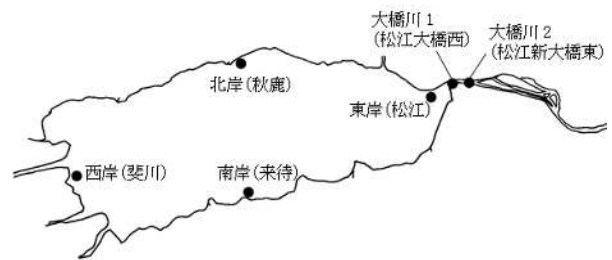 大橋川1
(松江大橋西)
大橋川2
(松江新大橋東)
北岸(秋鹿)
東岸(松江)
西岸(斐川)
南岸(来待)